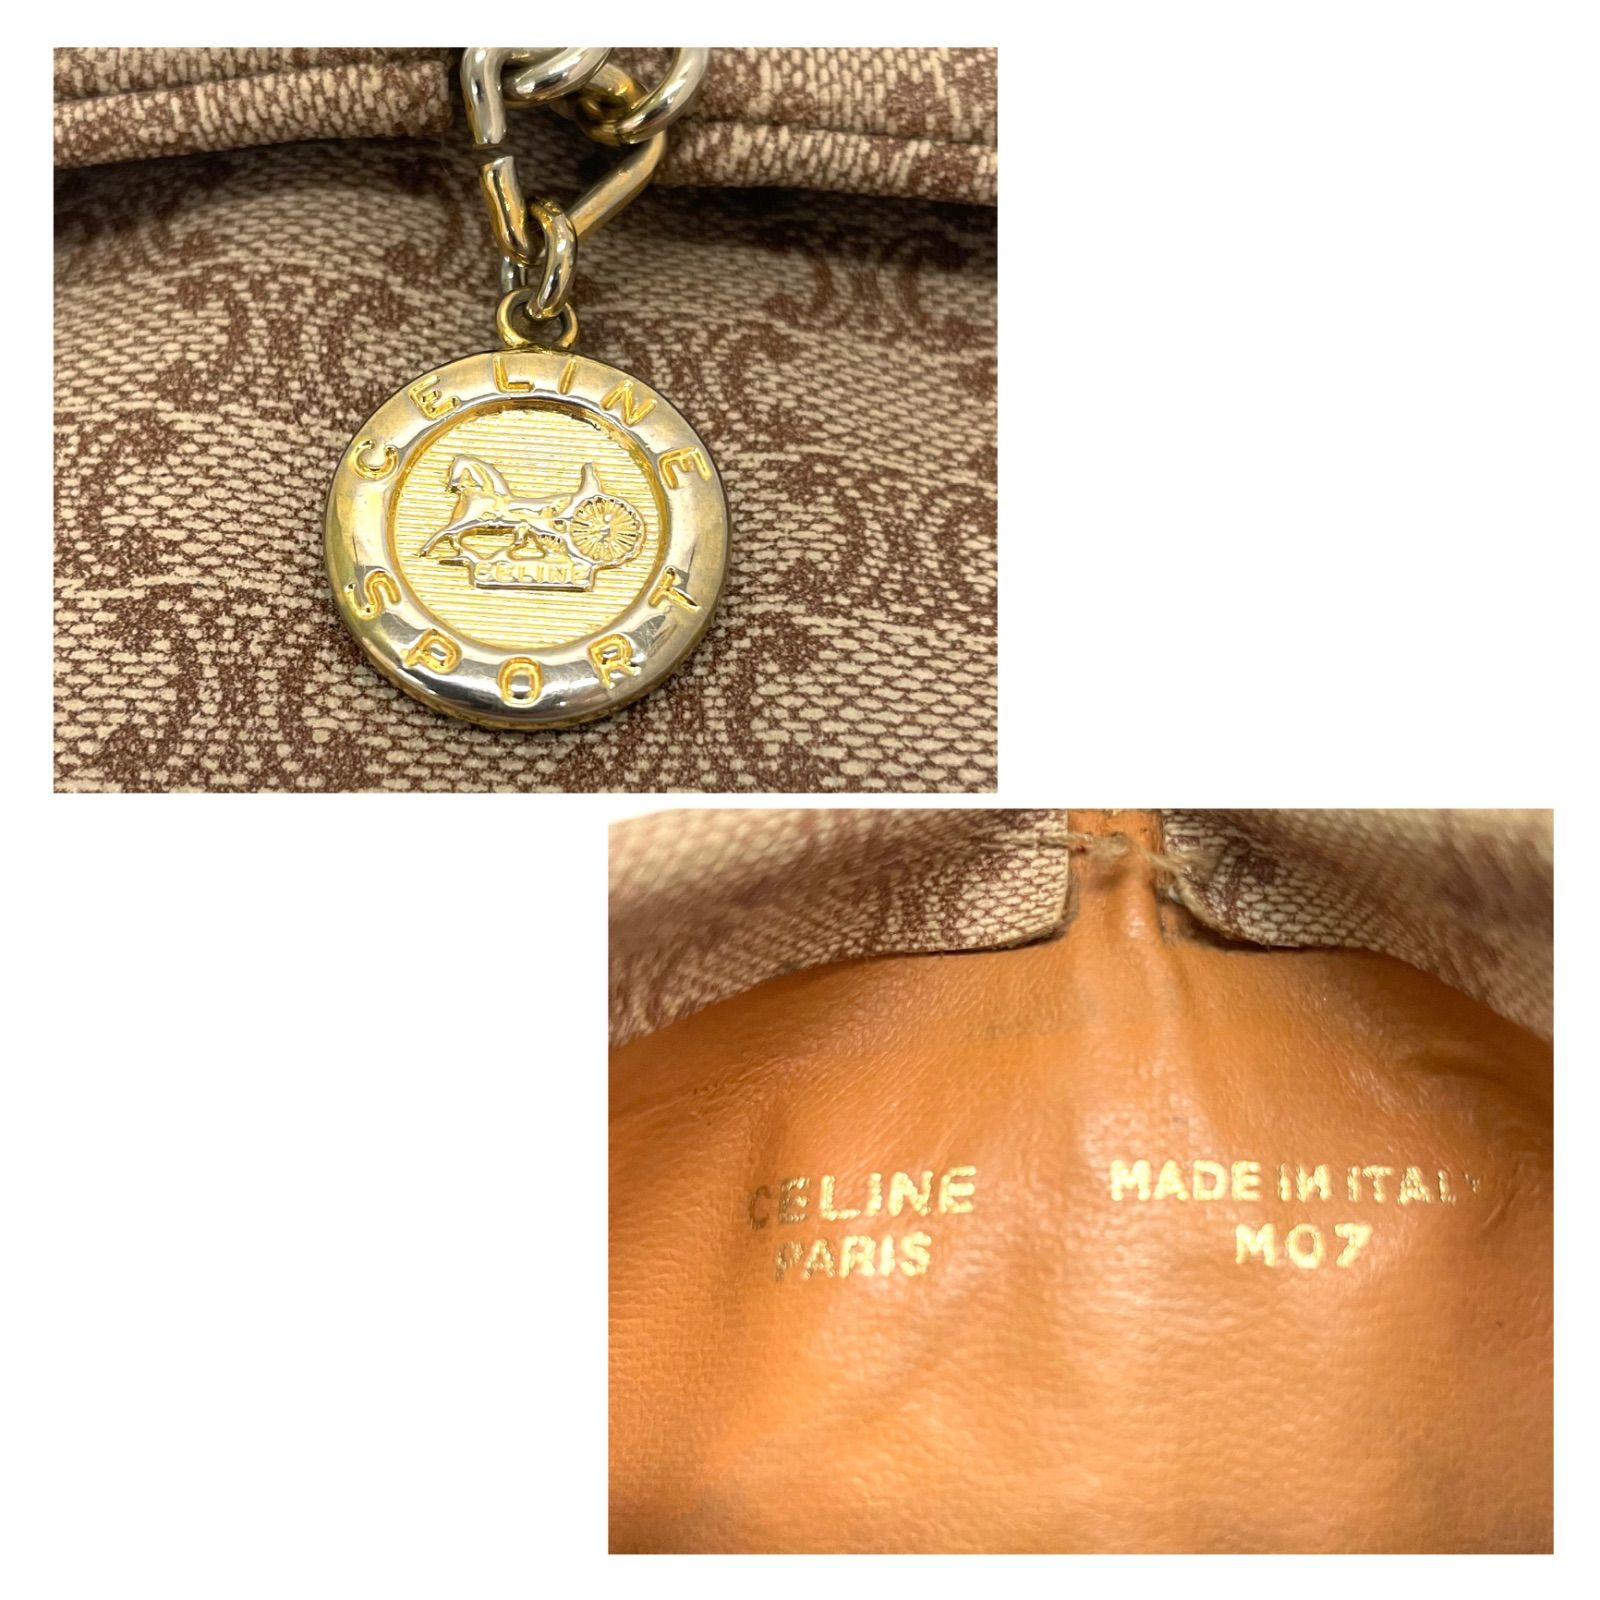 CELINE
CELINE
SPORT
CELINE
PARIS
MADE IN ITALY
M07